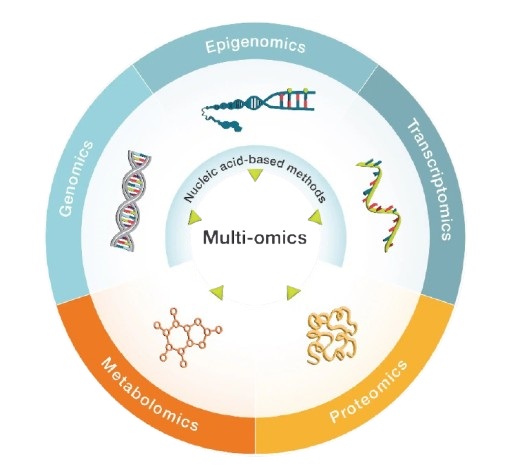 Epigenomics
Genomics
Transcriptomics
Nucleic acid-based methods
Multi-omics
Metabolomics
Proteomics